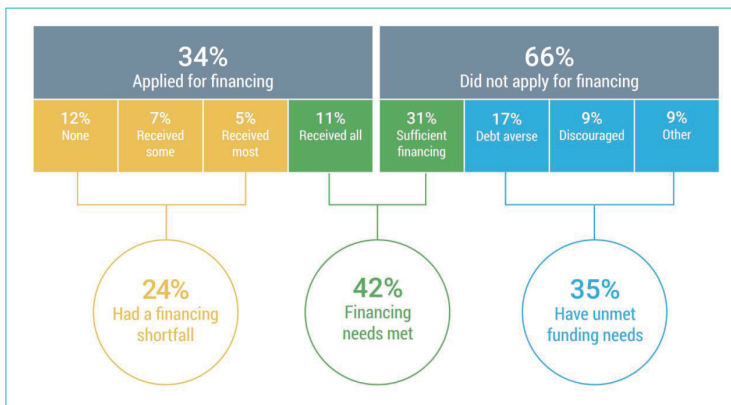 34%
Applied for financing
66%
Did not apply for financing
12%
None
7%
Received
some
5%
Received
most
11%
Received all
31%
Sufficient
financing
17%
Debt averse
9%
Discouraged
9%
Other
24%
Had a financing
shortfall
42%
Financing
needs met
35%
Have unmet
funding needs